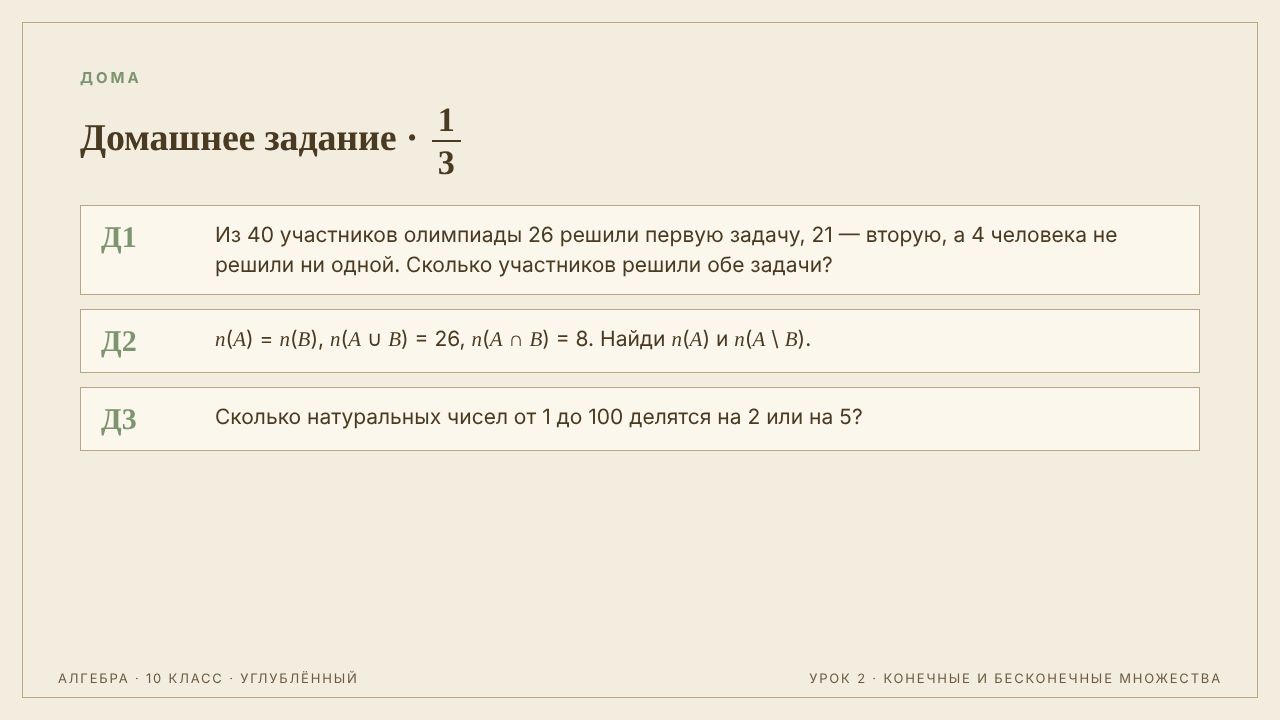 ДОМА
Домашнее задание · 1/3
Д1
Из 40 участников олимпиады 26 решили первую задачу, 21 — вторую, а 4 человека не
решили ни одной. Сколько участников решили обе задачи?
Д2
n(A) = n(B), n(A ∪ B) = 26, n(A ∩ B) = 8. Найди n(A) и n(A \ B).
Д3
Сколько натуральных чисел от 1 до 100 делятся на 2 или на 5?
АЛГЕБРА · 10 КЛАСС · УГЛУБЛЁННЫЙ
УРОК 2 · КОНЕЧНЫЕ И БЕСКОНЕЧНЫЕ МНОЖЕСТВА